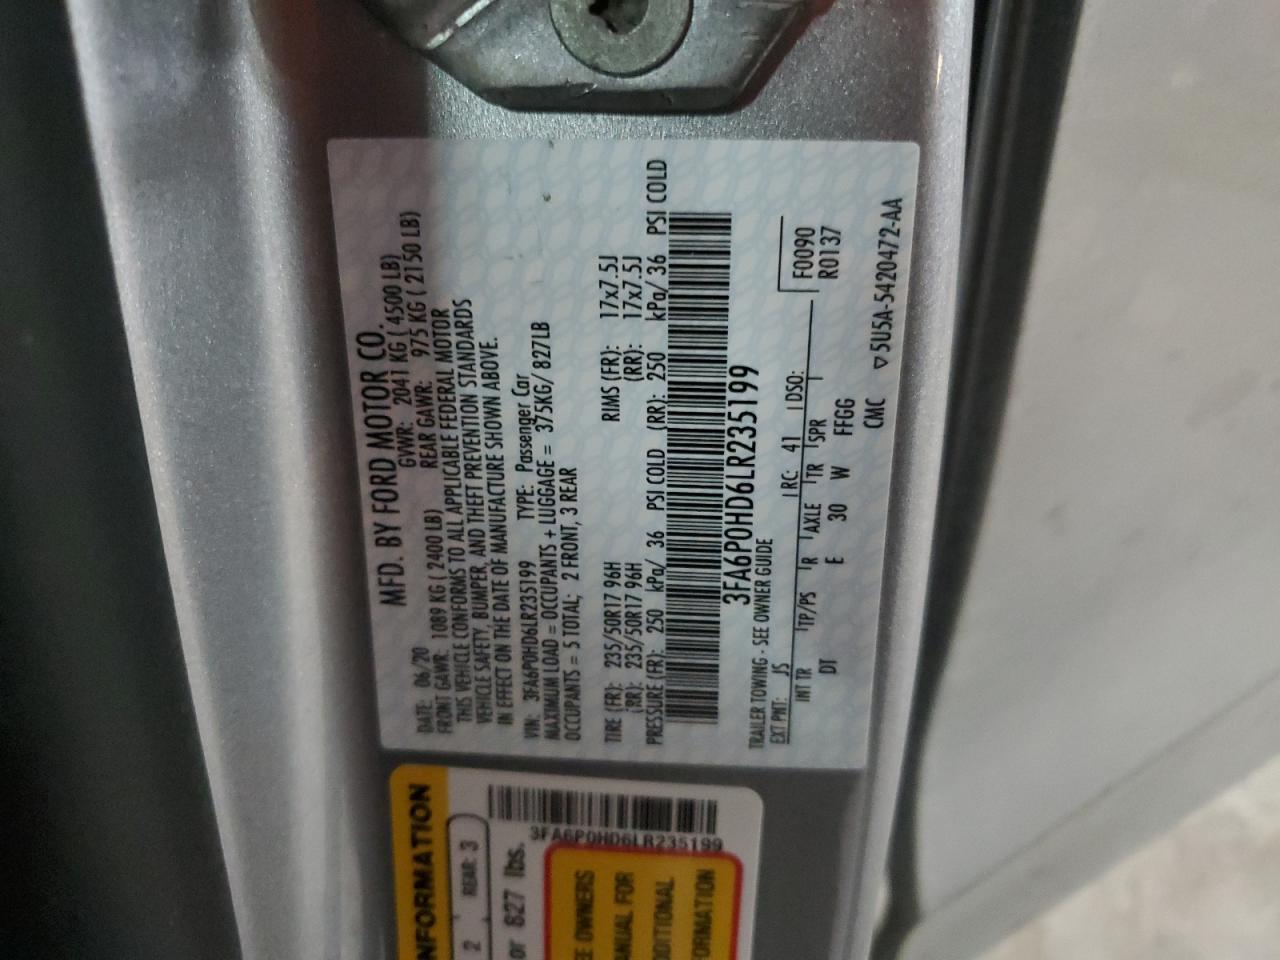 MFD. BY FORD MOTOR CO.
DATE: 06/20 GVWR: 2041 KG ( 4500 LB)
FRONT GAWR: 1089 KG ( 2400 LB) REAR GAWR: 975 KG ( 2150 LB)
THIS VEHICLE CONFORMS TO ALL APPLICABLE FEDERAL MOTOR
VEHICLE SAFETY, BUMPER, AND THEFT PREVENTION STANDARDS
IN EFFECT ON THE DATE OF MANUFACTURE SHOWN ABOVE.
VIN: 3FA6P0HD6LR235199 TYPE: Passenger Car
MAXIMUM LOAD = OCCUPANTS + LUGGAGE = 375KG/ 827LB
OCCUPANTS = 5 TOTAL; 2 FRONT, 3 REAR
TIRE (FR): 235/50R17 96H RIMS (FR): 17x7.5J
(RR): 235/50R17 96H (RR): 17x7.5J
PRESSURE (FR): 250 kPa/ 36 PSI COLD (RR): 250 kPa/ 36 PSI COLD
3FA6P0HD6LR235199
TRAILER TOWING - SEE OWNER GUIDE
EXT PNT: JS RC: 41 DSO:
INT TR TP/PS R AXLE TR SPR
DT E 30 W FFGG
F0090
R0137
CMC ▽ 5U5A-5420472-AA
NFORMATION
2 REAR: 3
or 827 lbs.
3FA6P0HD6LR235199
E OWNERS
ANUAL FOR
DDITIONAL
FORMATION